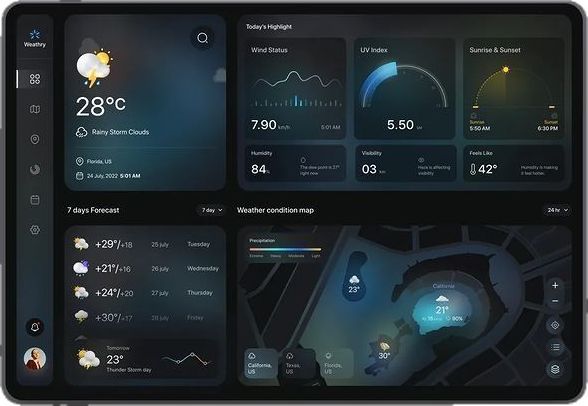 Weathry
28°c
Rainy Storm Clouds
Florida, US
24 July, 2022 5:01 AM
Today's Highlight
Wind Status
7.90 km/h
5:01 AM
UV Index
5.50 uv
Sunrise & Sunset
Sunrise
5:50 AM
Sunset
6:30 PM
Humidity
84%
The dew point is 27°
right now
Visibility
03 km
Haze is affecting
visibility
Feels Like
42°
Humidity is making
it feel hotter.
7 days Forecast
7 day
+29°/+18
25 july
Tuesday
+21°/+16
26 july
Wednesday
+24°/+20
27 july
Thursday
+30°/+17
28 july
Friday
Tomorrow
23°
Thunder Storm day
Weather condition map
24 hr
Precipitation
Extreme Heavy Moderate Light
23°
California
21°
90%
30°
California,
US
Texas,
US
Florida,
US